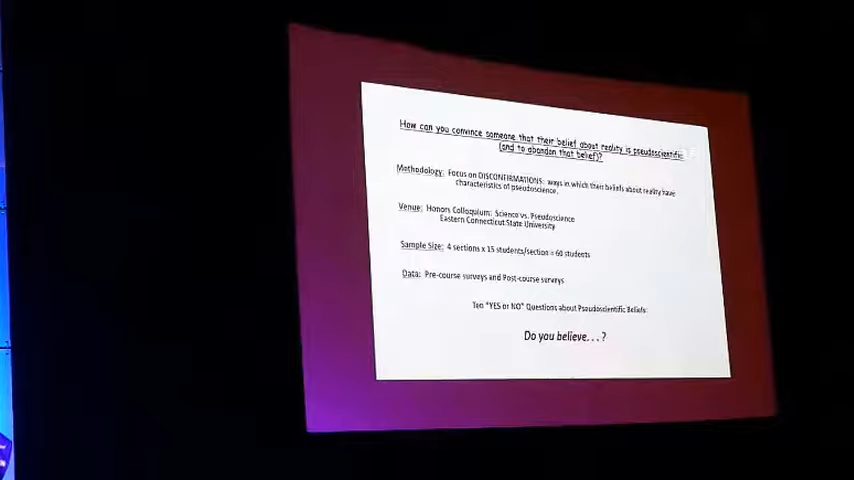 How can you convince someone that their belief about reality is pseudoscientific
(and to abandon that belief)?
Methodology: Focus on DISCONFIRMATIONS: ways in which their beliefs about reality have
characteristics of pseudoscience.
Venue: Honors Colloquium: Science vs. Pseudoscience
Eastern Connecticut State University
Sample Size: 4 sections x 15 students/section = 60 students
Data: Pre-course surveys and Post-course surveys
Ten "YES or NO" Questions about Pseudoscientific Beliefs:
Do you believe. . . ?